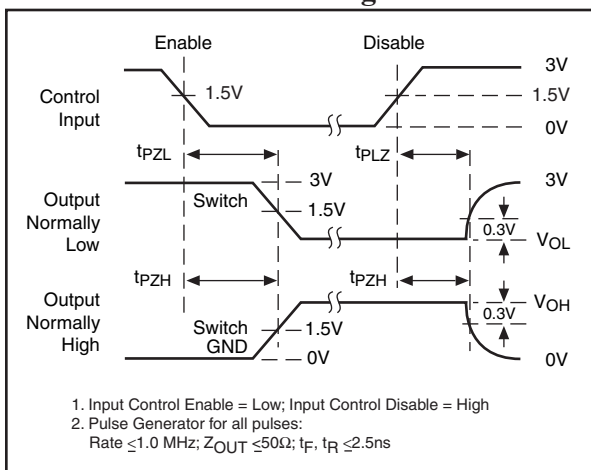 Enable Disable
3V
1.5V 1.5V
Control
Input
0V
tPZL tPLZ
3V 3V
Output Switch
Normally 1.5V 0.3V
Low VOL
tPZH tPZH
VOH
Output 0.3V
Normally Switch 1.5V
High GND
0V 0V
1. Input Control Enable = Low; Input Control Disable = High
2. Pulse Generator for all pulses:
Rate ≤1.0 MHz; ZOUT ≤50Ω; tF, tR ≤2.5ns